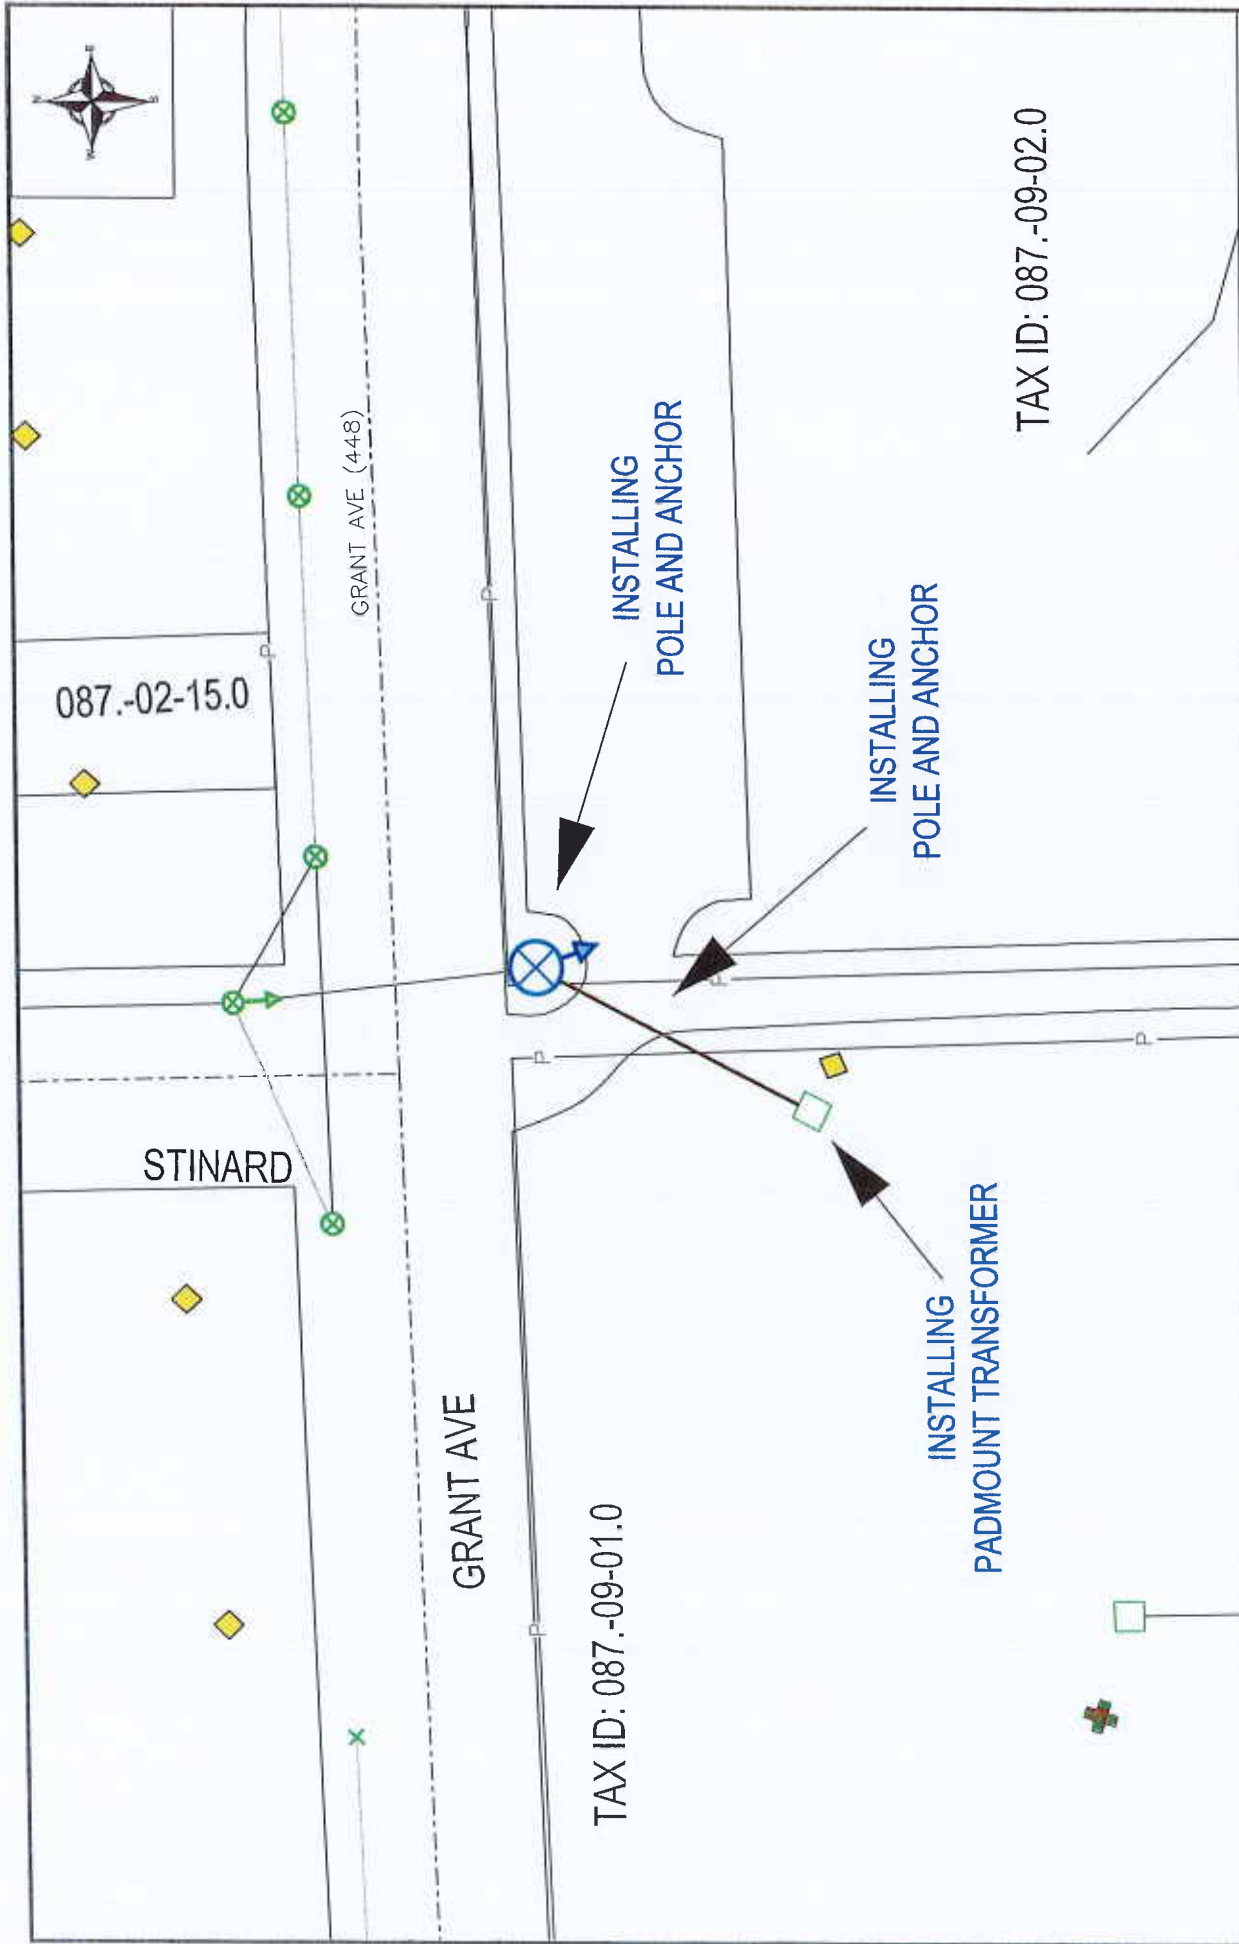 N
E
S
W
087.-02-15.0
GRANT AVE (448)
P
P
INSTALLING
POLE AND ANCHOR
TAX ID: 087.-09-02.0
INSTALLING
POLE AND ANCHOR
P
P
P
STINARD
GRANT AVE
P
TAX ID: 087.-09-01.0
INSTALLING
PADMOUNT TRANSFORMER